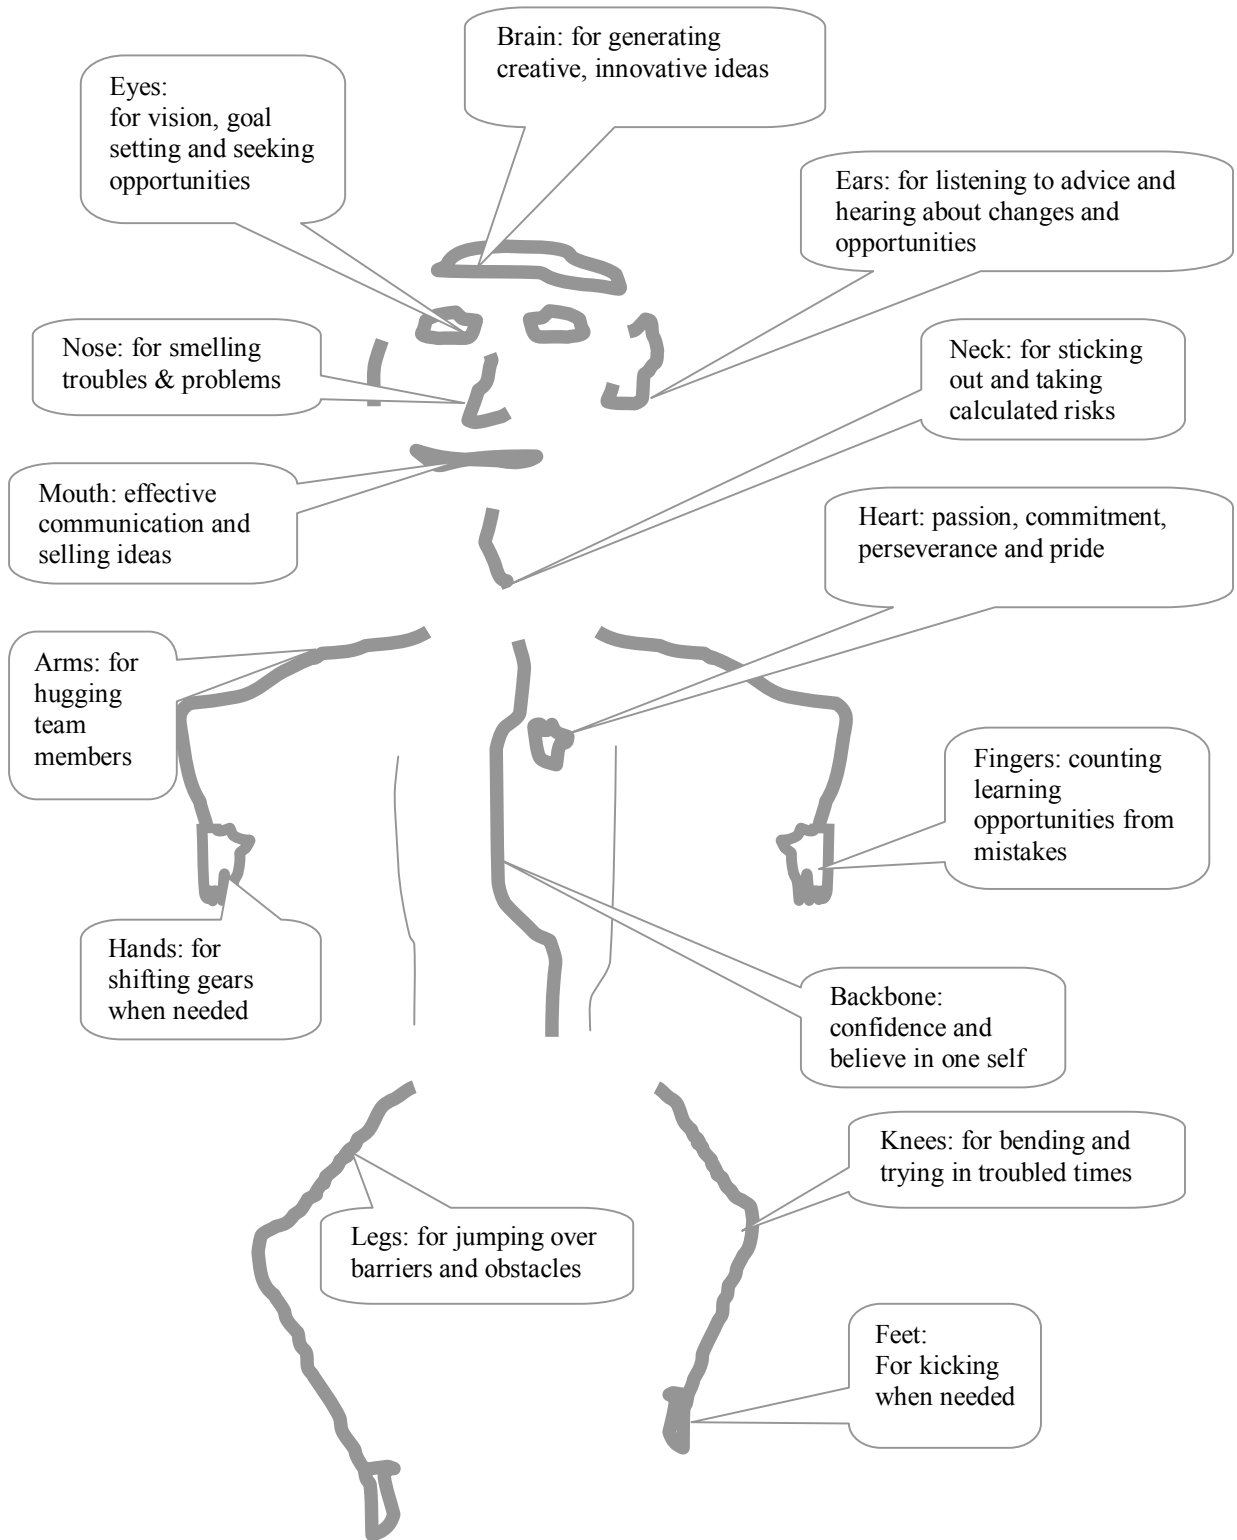 Brain: for generating
creative, innovative ideas
Eyes:
for vision, goal
setting and seeking
opportunities
Ears: for listening to advice and
hearing about changes and
opportunities
Nose: for smelling
troubles & problems
Neck: for sticking
out and taking
calculated risks
Mouth: effective
communication and
selling ideas
Heart: passion, commitment,
perseverance and pride
Arms: for
hugging
team
members
Fingers: counting
learning
opportunities from
mistakes
Hands: for
shifting gears
when needed
Backbone:
confidence and
believe in one self
Knees: for bending and
trying in troubled times
Legs: for jumping over
barriers and obstacles
Feet:
For kicking
when needed